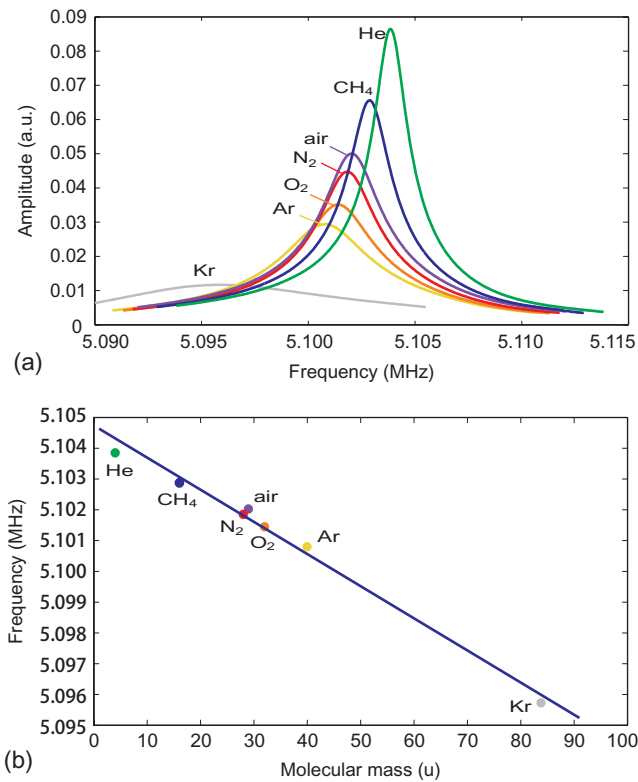 0.09
0.08
0.07
0.06
0.05
0.04
0.03
0.02
0.01
0
Amplitude (a.u.)
He
CH₄
air
N₂
O₂
Ar
Kr
5.090 5.095 5.100 5.105 5.110 5.115
Frequency (MHz)
(a)
5.105
5.104
5.103
5.102
5.101
5.100
5.099
5.098
5.097
5.096
5.095
Frequency (MHz)
He
CH₄
air
N₂
O₂
Ar
Kr
0 10 20 30 40 50 60 70 80 90 100
Molecular mass (u)
(b)